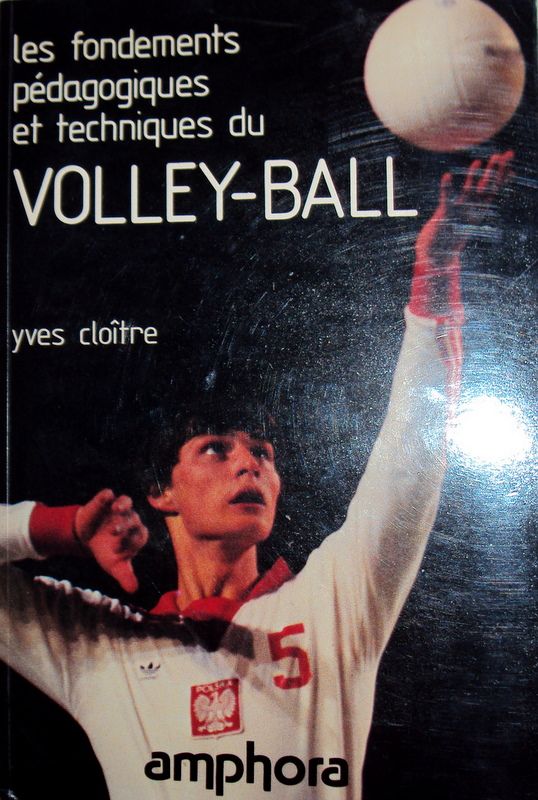 les fondements
pédagogiques
et techniques du
VOLLEY-BALL
yves cloître
5
POLSKA
amphora